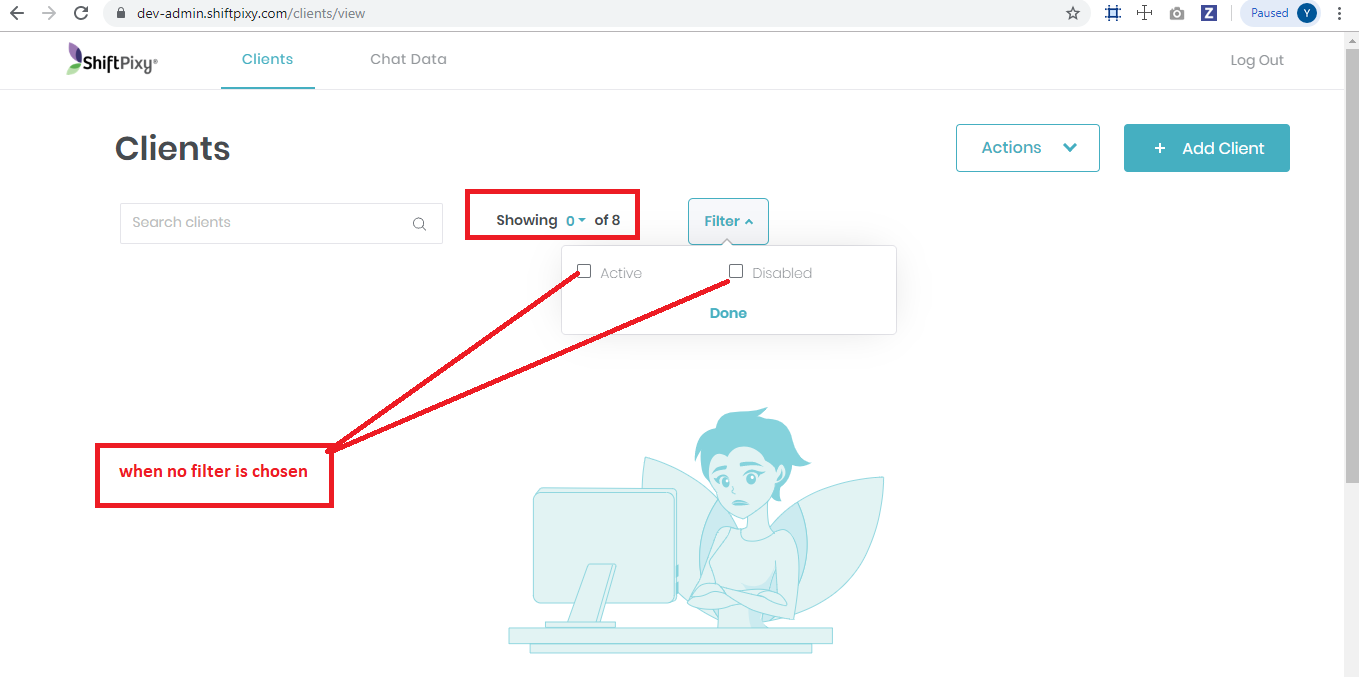 dev-admin.shiftpixy.com/clients/view
Z
Paused Y
ShiftPixy®
Clients
Chat Data
Log Out
Clients
Actions
+ Add Client
Search clients
Showing 0 of 8
Filter
Active
Disabled
Done
when no filter is chosen